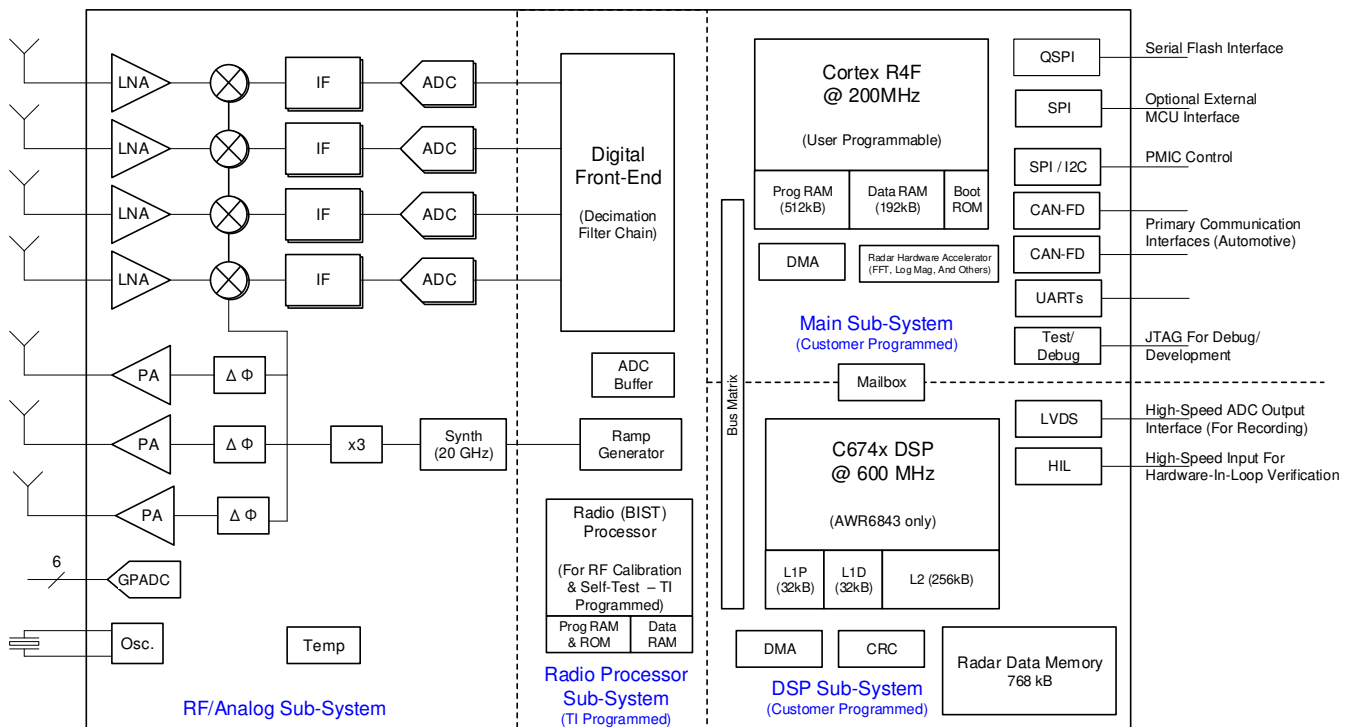 LNA
IF
ADC
LNA
IF
ADC
LNA
IF
ADC
LNA
IF
ADC
PA
Δ Φ
PA
Δ Φ
x3
Synth
(20 GHz)
PA
Δ Φ
6
GPADC
Osc.
Temp
RF/Analog Sub-System
Digital
Front-End
(Decimation
Filter Chain)
ADC
Buffer
Ramp
Generator
Radio (BIST)
Processor
(For RF Calibration
& Self-Test – TI
Programmed)
Prog RAM
& ROM
Data
RAM
Radio Processor
Sub-System
(TI Programmed)
Cortex R4F
@ 200MHz
(User Programmable)
Prog RAM
(512kB)
Data RAM
(192kB)
Boot
ROM
DMA
Radar Hardware Accelerator
(FFT, Log Mag, And Others)
Main Sub-System
(Customer Programmed)
Bus Matrix
Mailbox
C674x DSP
@ 600 MHz
(AWR6843 only)
L1P
(32kB)
L1D
(32kB)
L2 (256kB)
DMA
CRC
DSP Sub-System
(Customer Programmed)
Radar Data Memory
768 kB
QSPI
Serial Flash Interface
SPI
Optional External
MCU Interface
SPI / I2C
PMIC Control
CAN-FD
CAN-FD
Primary Communication
Interfaces (Automotive)
UARTs
Test/
Debug
JTAG For Debug/
Development
LVDS
High-Speed ADC Output
Interface (For Recording)
HIL
High-Speed Input For
Hardware-In-Loop Verification